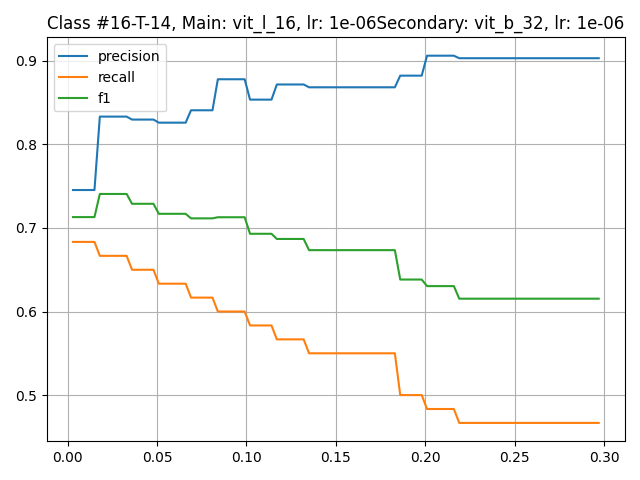 Class #16-T-14, Main: vit_l_16, lr: 1e-06Secondary: vit_b_32, lr: 1e-06
precision
recall
f1
0.9
0.8
0.7
0.6
0.5
0.00 0.05 0.10 0.15 0.20 0.25 0.30